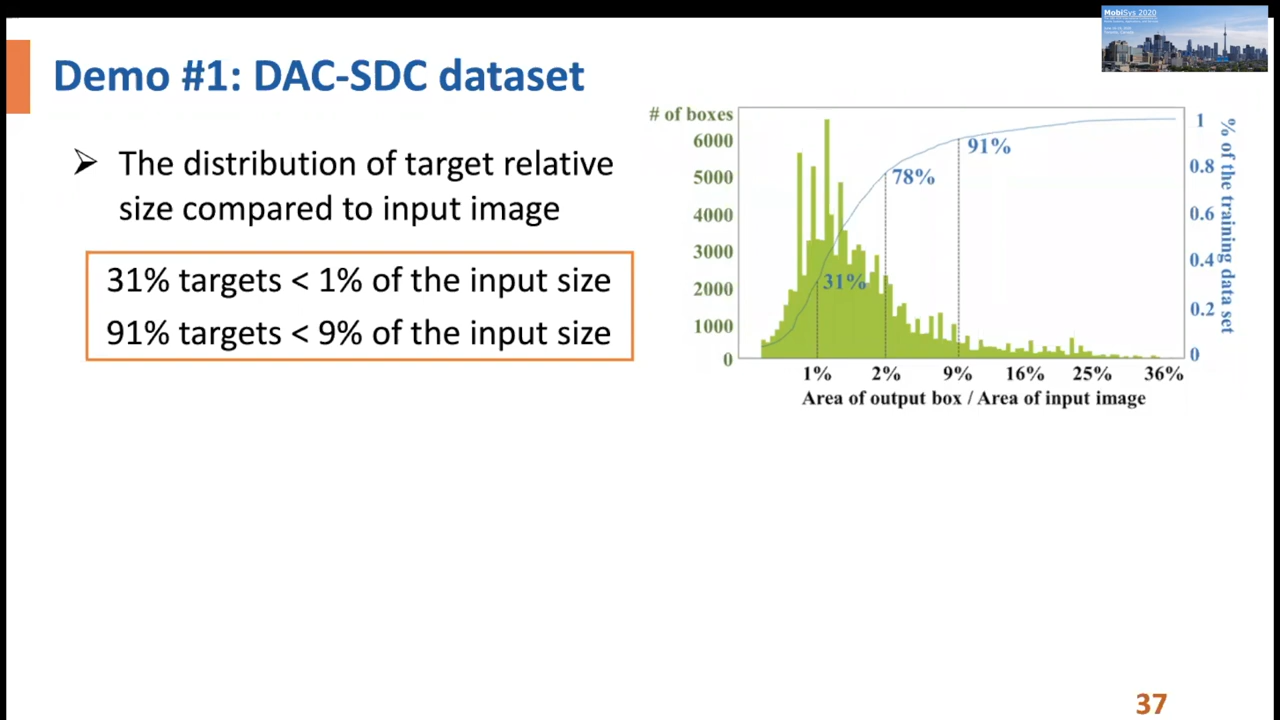 MobiSys 2020
Demo #1: DAC-SDC dataset
➢ The distribution of target relative
size compared to input image
31% targets < 1% of the input size
91% targets < 9% of the input size
# of boxes
6000
5000
4000
3000
2000
1000
0
31%
78%
91%
1
0.8
0.6
0.4
0.2
0
% of the training data set
1% 2% 9% 16% 25% 36%
Area of output box / Area of input image
37